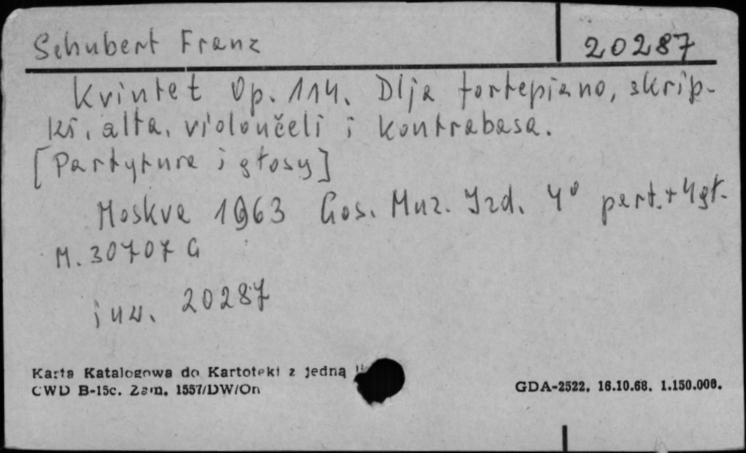 Schubert Franz 20287
Kvintet Op. 114. Dlja fortepiano, skrip-
ki, alta, violončeli i kontrabasa.
[Partytura i głosy]
Moskva 1963 Gos. Muz. Izd. 4° part. + 4 gł.
M. 30707 G
inw. 20287
Karta Katalogowa do Kartoteki z jedną
CWD B-15c. Zam. 1557/DW/On
GDA-2522. 16.10.68. 1.150.000.